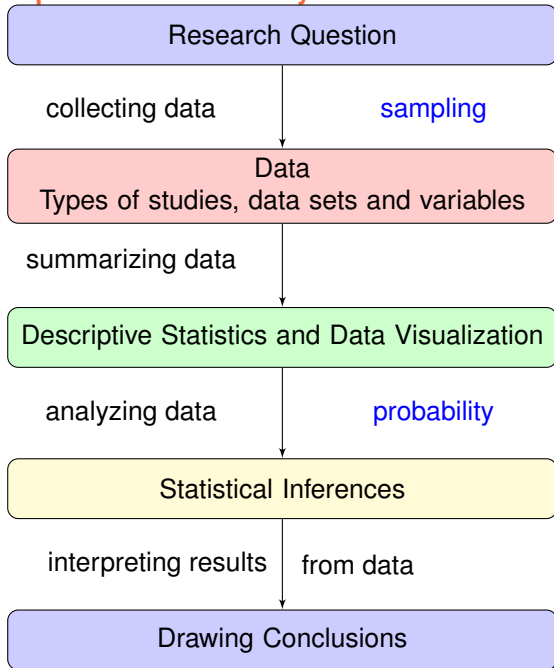 Research Question
collecting data sampling
Data
Types of studies, data sets and variables
summarizing data
Descriptive Statistics and Data Visualization
analyzing data probability
Statistical Inferences
interpreting results from data
Drawing Conclusions